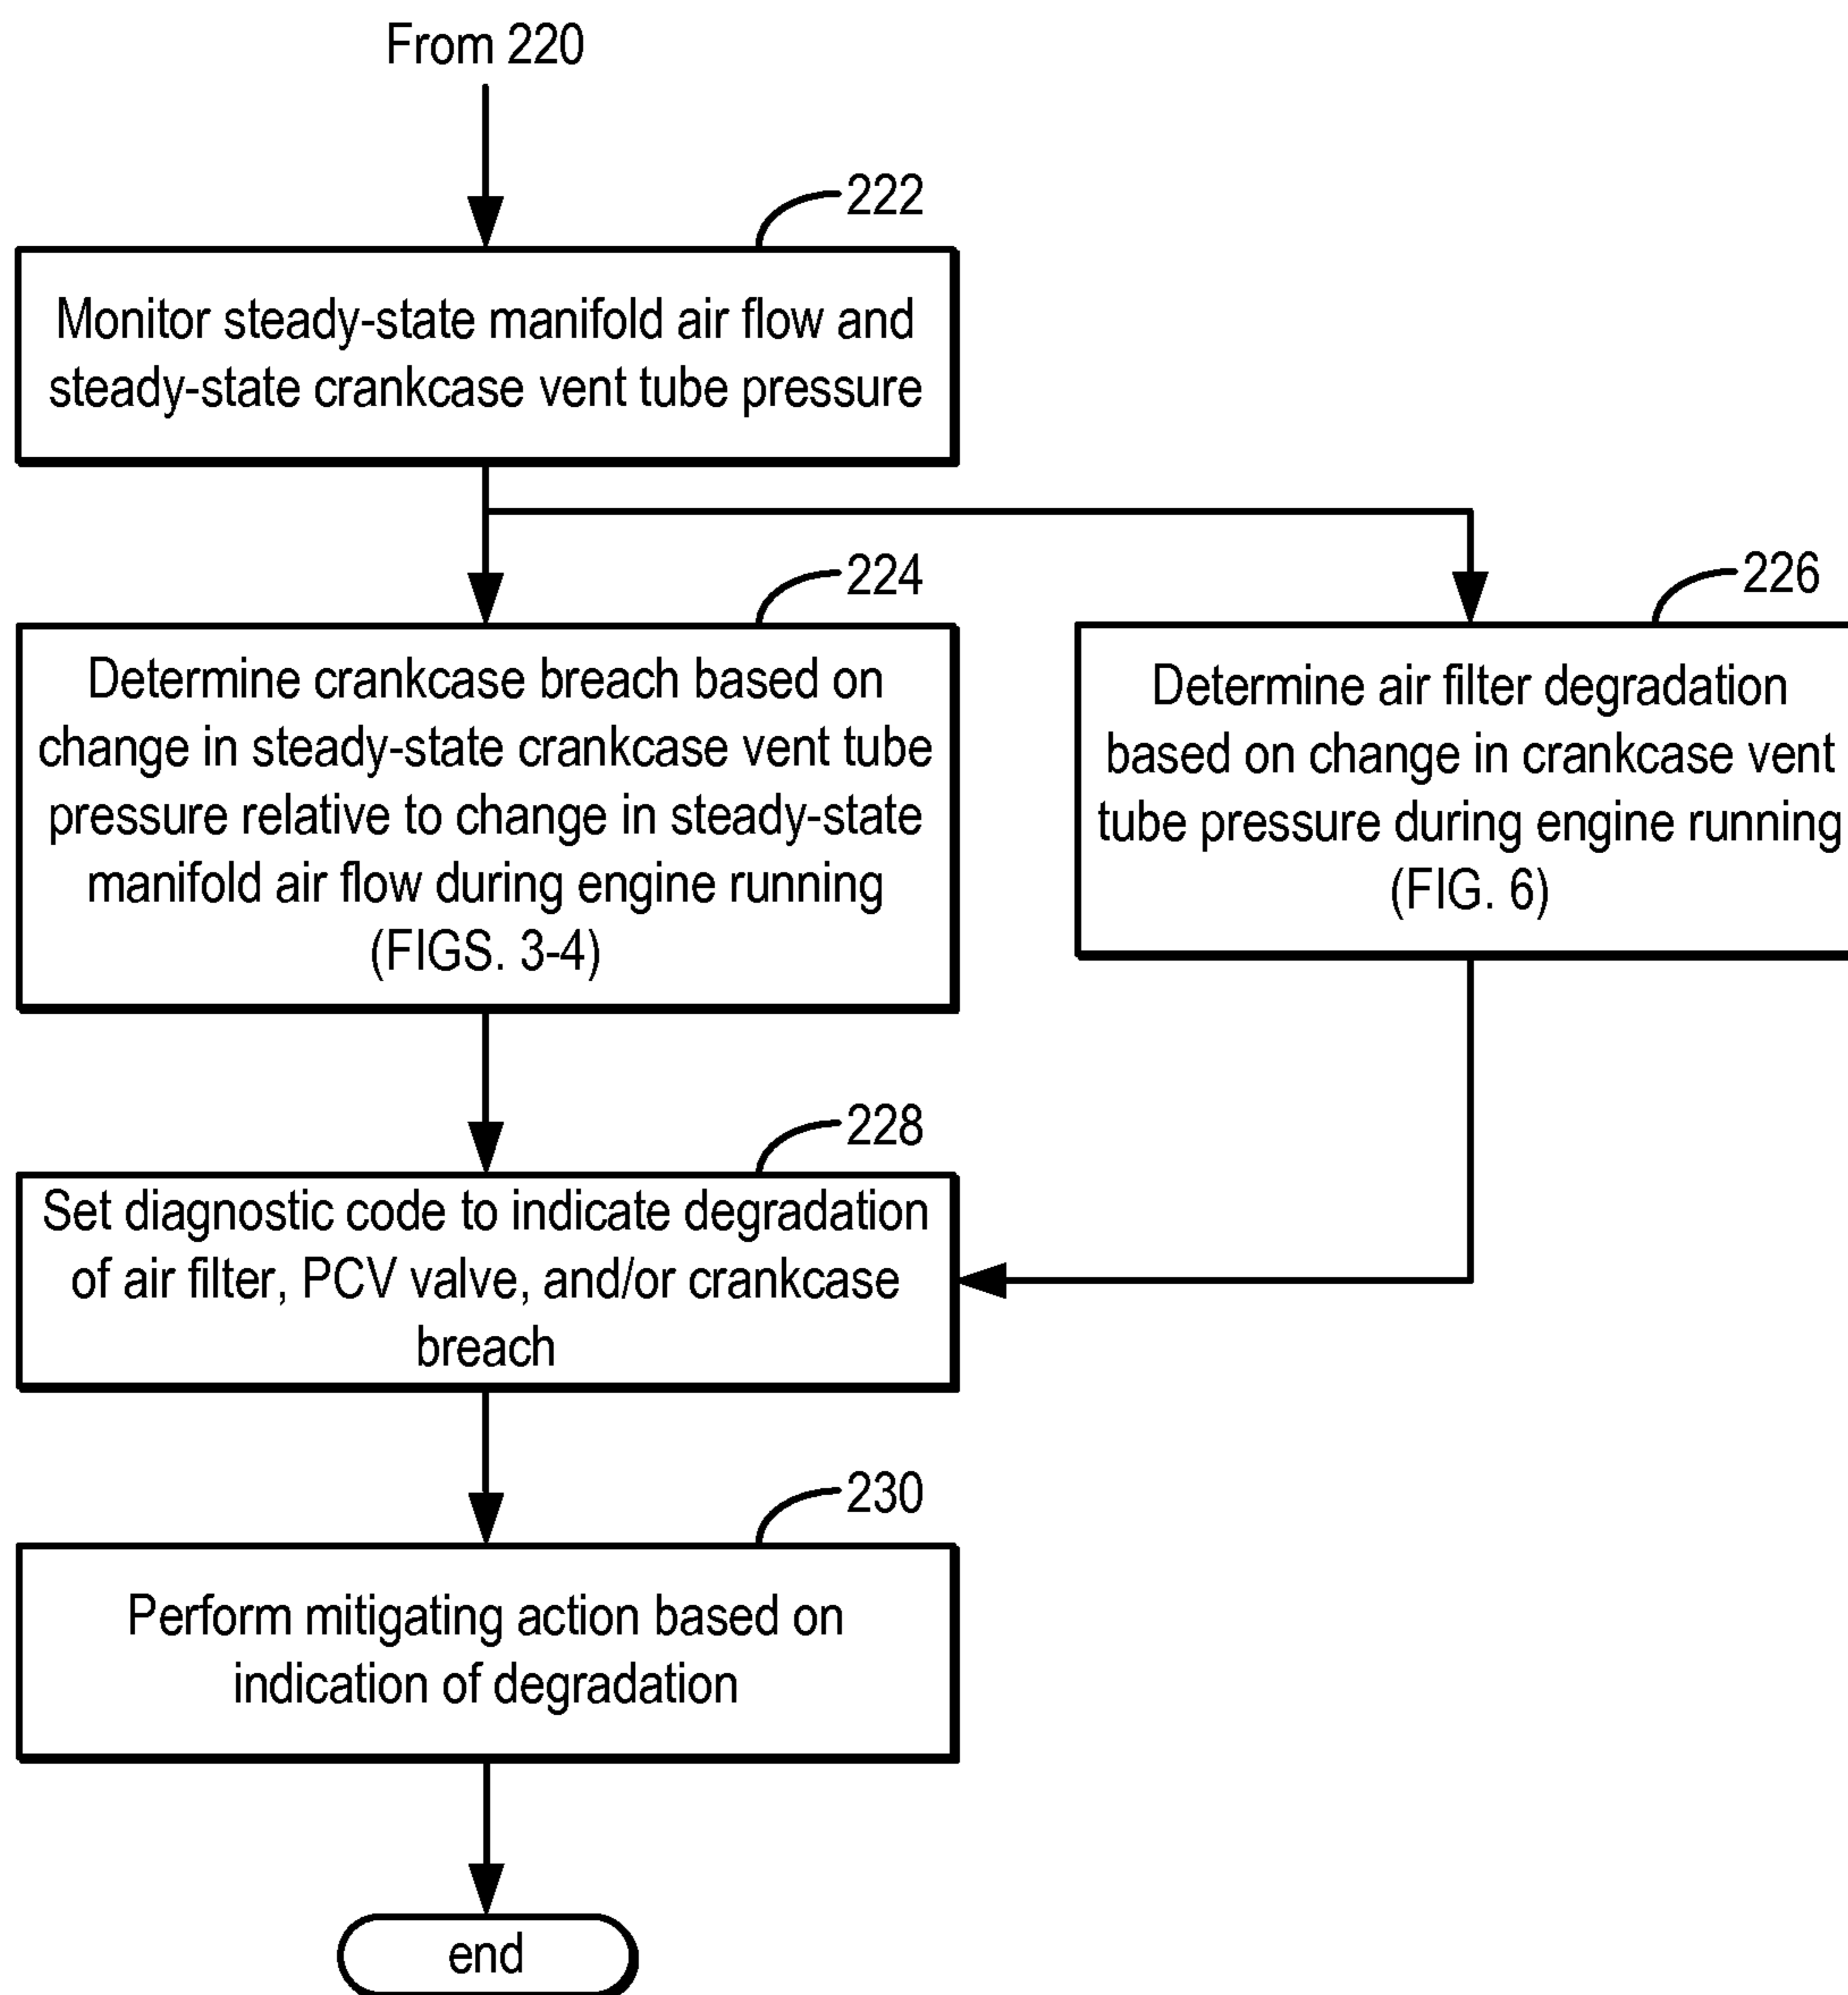 From 220
222
Monitor steady-state manifold air flow and
steady-state crankcase vent tube pressure
224
Determine crankcase breach based on
change in steady-state crankcase vent tube
pressure relative to change in steady-state
manifold air flow during engine running
(FIGS. 3-4)
226
Determine air filter degradation
based on change in crankcase vent
tube pressure during engine running
(FIG. 6)
228
Set diagnostic code to indicate degradation
of air filter, PCV valve, and/or crankcase
breach
230
Perform mitigating action based on
indication of degradation
end